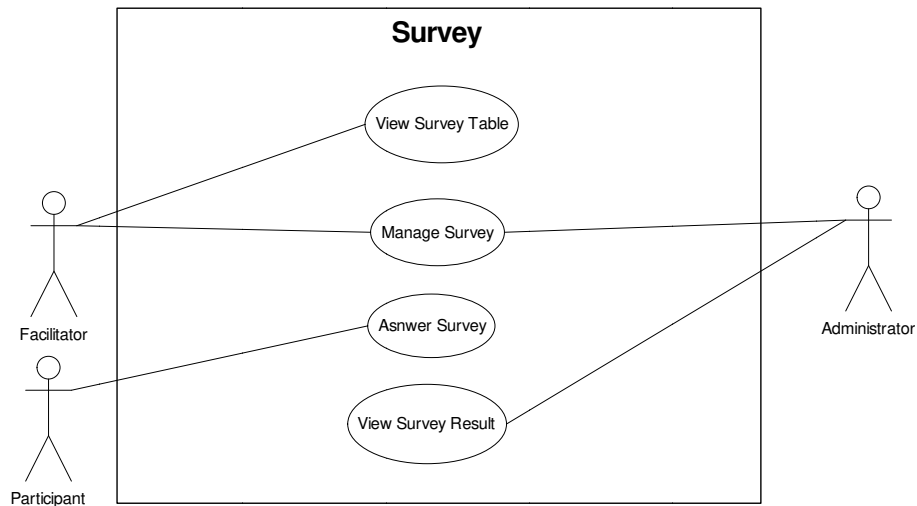 Survey
View Survey Table
Manage Survey
Facilitator
Asnwer Survey
Administrator
View Survey Result
Participant